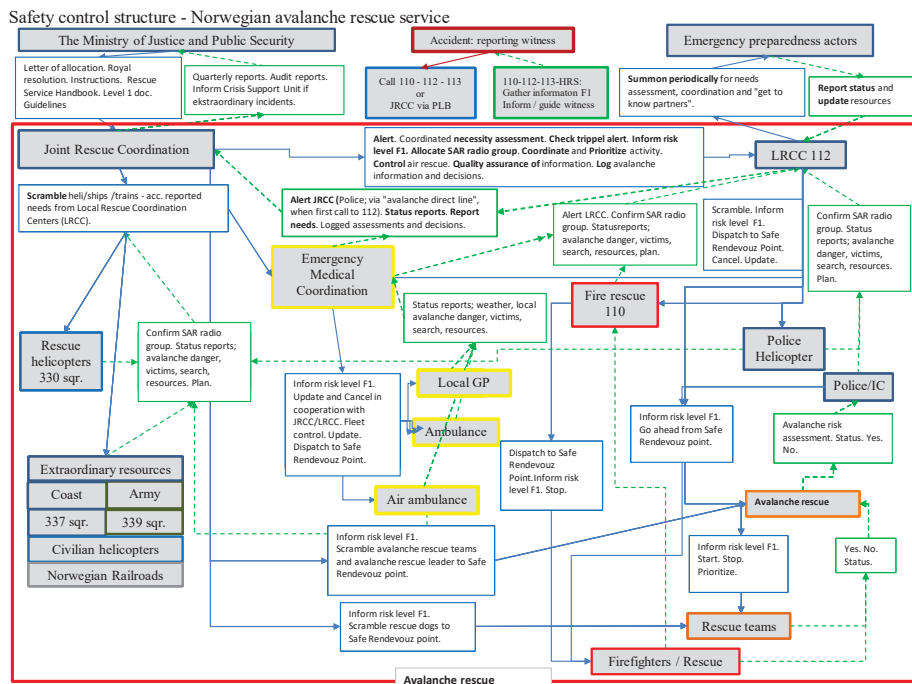 Safety control structure - Norwegian avalanche rescue service
The Ministry of Justice and Public Security
Accident: reporting witness
Emergency preparedness actors
Letter of allocation. Royal
resolution. Instructions. Rescue
Service Handbook. Level 1 doc.
Guidelines
Quarterly reports. Audit reports.
Inform Crisis Support Unit if
ekstraordinary incidents.
Call 110 - 112 - 113
or
JRCC via PLB
110-112-113-HRS:
Gather informaton F1
Inform / guide witness
Summon periodically for needs
assessment, coordination and "get
to know partners".
Report status and
update resources
Joint Rescue Coordination
Alert. Coordinated necessity assessment. Check trippel alert. Inform risk
level F1. Allocate SAR radio group. Coordinate and Prioritize activity.
Control air rescue. Quality assurance of information. Log avalanche
information and decisions.
LRCC 112
Scramble heli/ships /trains - acc. reported
needs from Local Rescue Coordination
Centers (LRCC).
Alert JRCC (Police; via "avalanche direct line",
when first call to 112). Status reports. Report
needs. Logged assessments and decisions.
Alert LRCC. Confirm SAR radio
group. Statusreports;
avalanche danger, victims,
search, resources, plan.
Scramble. Inform
risk level F1.
Dispatch to Safe
Rendevouz Point.
Cancel. Update.
Confirm SAR radio
group. Status
reports; avalanche
danger, victims,
search, resources.
Plan.
Emergency
Medical
Coordination
Fire rescue
110
Status reports; weather, local
avalanche danger, victims,
search, resources.
Rescue
helicopters
330 sqr.
Confirm SAR radio
group. Status reports;
avalanche danger,
victims, search,
resources. Plan.
Police
Helicopter
Police/IC
Inform risk level F1.
Update and Cancel in
cooperation with
JRCC/LRCC. Fleet
control. Update.
Dispatch to Safe
Rendevouz Point.
Local GP
Ambulance
Air ambulance
Inform risk level F1.
Go ahead from Safe
Rendevouz point.
Avalanche risk
assessment. Status. Yes.
No.
Dispatch to Safe
Rendevouz
Point.Inform risk
level F1. Stop.
Extraordinary resources
Coast
Army
337 sqr.
339 sqr.
Civilian helicopters
Norwegian Railroads
Avalanche rescue
Inform risk level F1.
Scramble avalanche rescue teams
and avalanche rescue leader to Safe
Rendevouz point.
Inform risk level F1.
Start. Stop.
Prioritize.
Yes. No.
Status.
Inform risk level F1.
Scramble rescue dogs to
Safe Rendevouz point.
Rescue teams
Firefighters / Rescue
Avalanche rescue